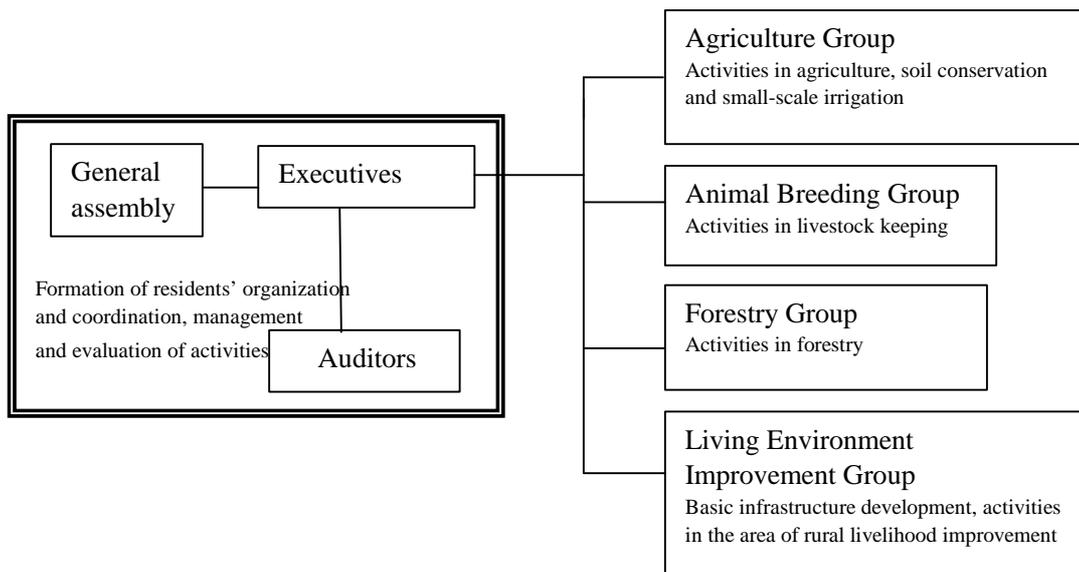 General
assembly
Executives
Formation of residents’ organization
and coordination, management
and evaluation of activities
Auditors
Agriculture Group
Activities in agriculture, soil conservation
and small-scale irrigation
Animal Breeding Group
Activities in livestock keeping
Forestry Group
Activities in forestry
Living Environment
Improvement Group
Basic infrastructure development, activities
in the area of rural livelihood improvement